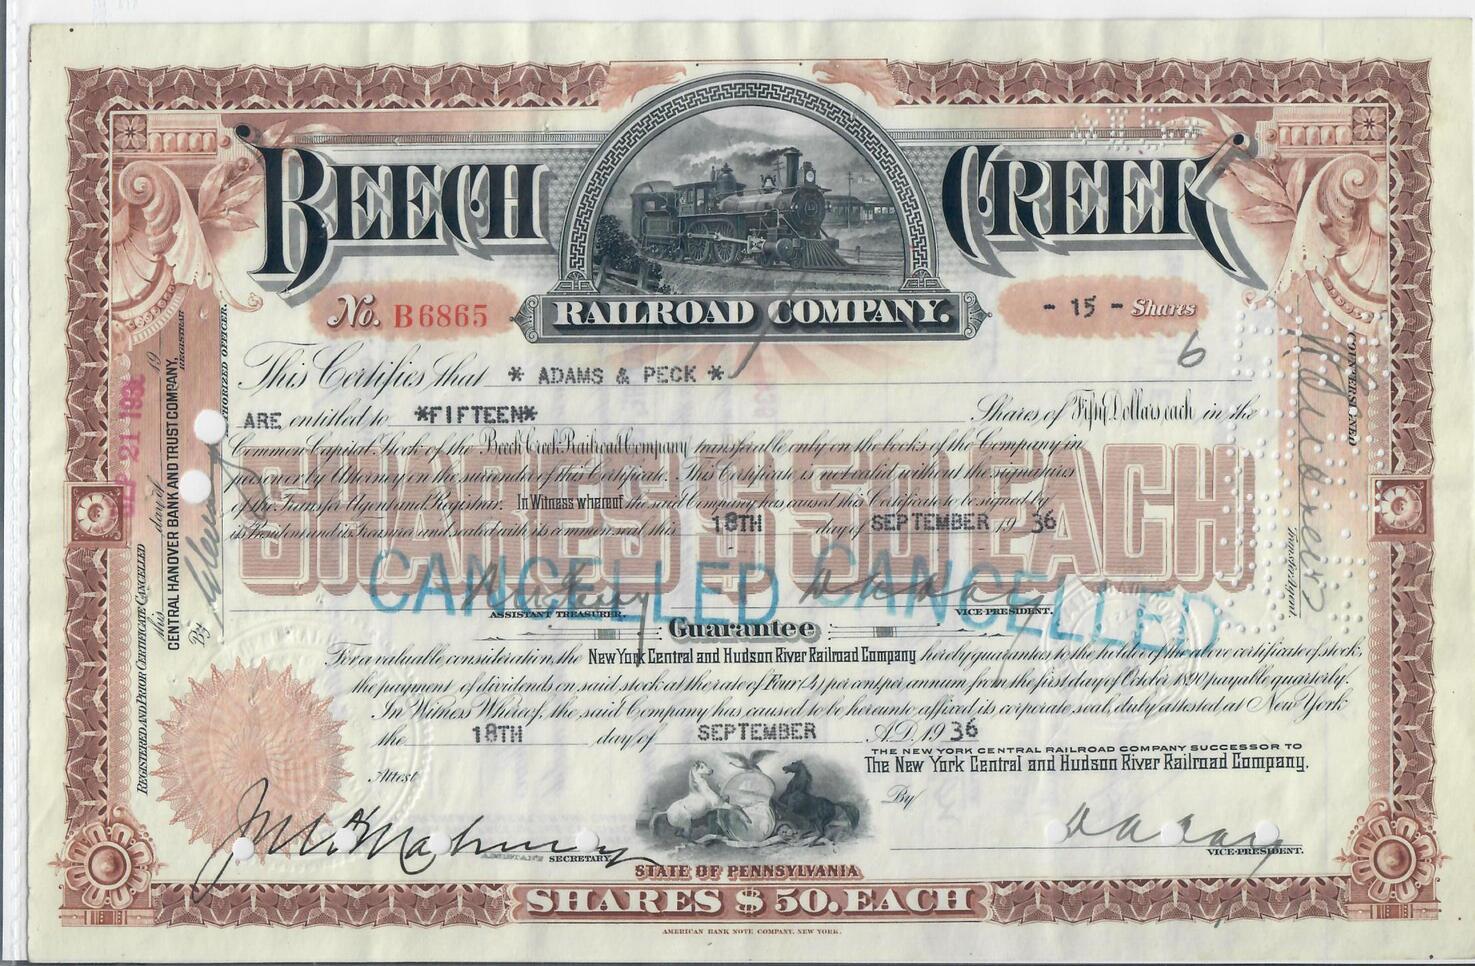 BEECH CREEK
RAILROAD COMPANY.
No. B6865
- 15 - Shares
6
This Certifies that * ADAMS & PECK *
ARE entitled to *FIFTEEN* Shares of Fifty Dollars each in the
Common Capital Stock of the Beech Creek Railroad Company transferable only on the books of the Company in
person or by Attorney on the surrender of this Certificate. This Certificate is not valid without the signatures
of the Transfer Agent and Registrar. In Witness whereof the said Company has caused this Certificate to be signed by
its President and its Treasurer and sealed with its common seal this 18TH day of SEPTEMBER 1936
SHARES $50 EACH
CANCELLED CANCELLED
ASSISTANT TREASURER. VICE-PRESIDENT.
Guarantee
For a valuable consideration, the New York Central and Hudson River Railroad Company hereby guarantees to the holder of the above certificate of stock,
the payment of dividends on said stock at the rate of Four (4) per cent per annum from the first day of October 1890 payable quarterly.
In Witness Whereof, the said Company has caused to be hereunto affixed its corporate seal, duly attested at New York
the 18TH day of SEPTEMBER A.D. 1936
THE NEW YORK CENTRAL RAILROAD COMPANY SUCCESSOR TO
The New York Central and Hudson River Railroad Company.
Attest
By
ASSISTANT SECRETARY.
VICE-PRESIDENT.
STATE OF PENNSYLVANIA
SHARES $50. EACH
AMERICAN BANK NOTE COMPANY, NEW YORK.
REGISTERED AND PRIOR CERTIFICATE CANCELLED
this day of 19
SEP 21 1936
CENTRAL HANOVER BANK AND TRUST COMPANY,
REGISTRAR
By
AUTHORIZED OFFICER.
COUNTERSIGNED
Transfer Agent.